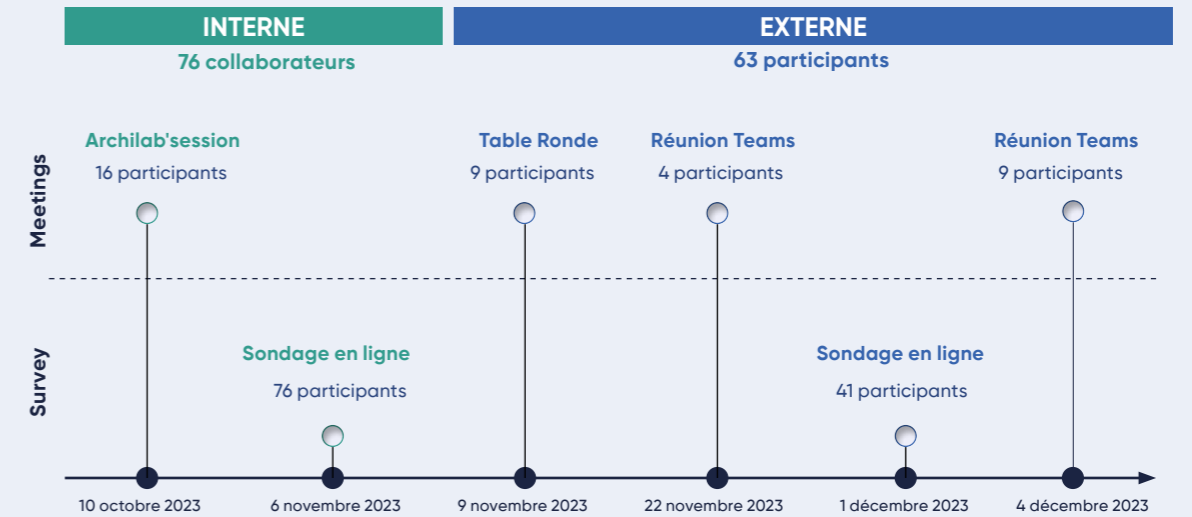 INTERNE
EXTERNE
76 collaborateurs
63 participants
Archilab'session
16 participants
Table Ronde
9 participants
Réunion Teams
4 participants
Réunion Teams
9 participants
Meetings
Sondage en ligne
76 participants
Sondage en ligne
41 participants
Survey
10 octobre 2023
6 novembre 2023
9 novembre 2023
22 novembre 2023
1 décembre 2023
4 décembre 2023